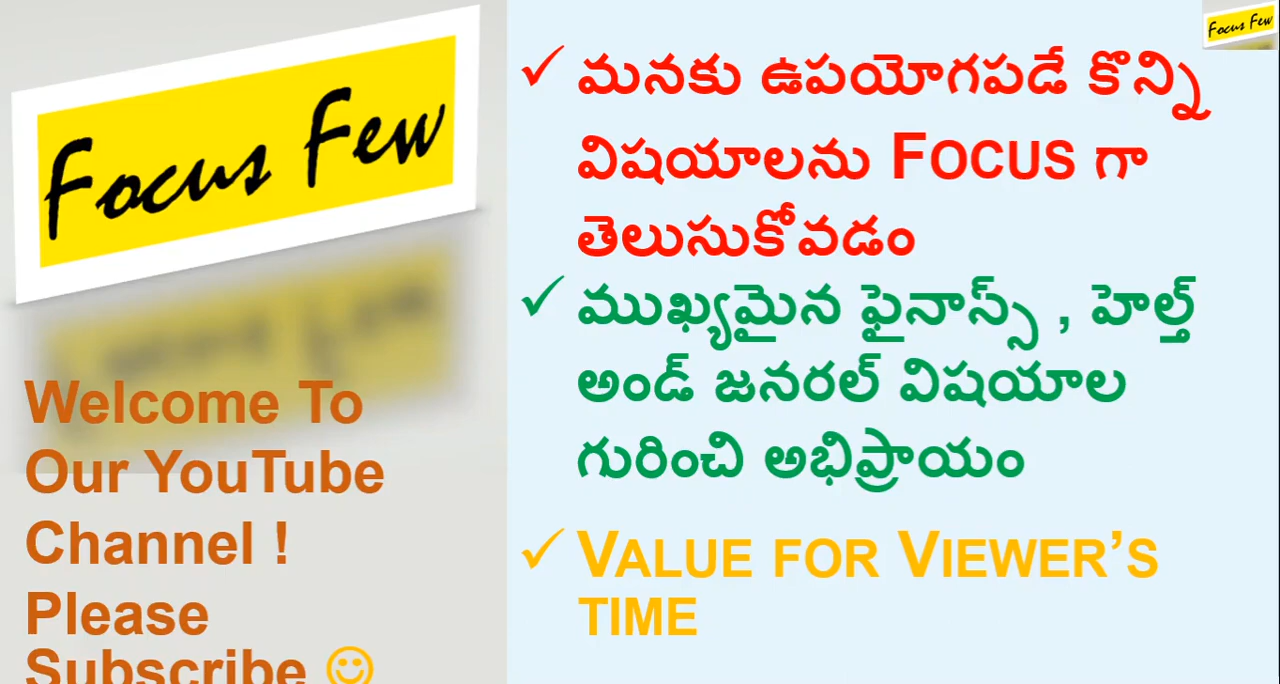 Focus Few
Welcome To
Our YouTube
Channel !
Please
Subscribe ☺
✓ మనకు ఉపయోగపడే కొన్ని
విషయాలను FOCUS గా
తెలుసుకోవడం
✓ ముఖ్యమైన ఫైనాన్స్ , హెల్త్
అండ్ జనరల్ విషయాల
గురించి అభిప్రాయం
✓ VALUE FOR VIEWER’S
TIME
Focus Few